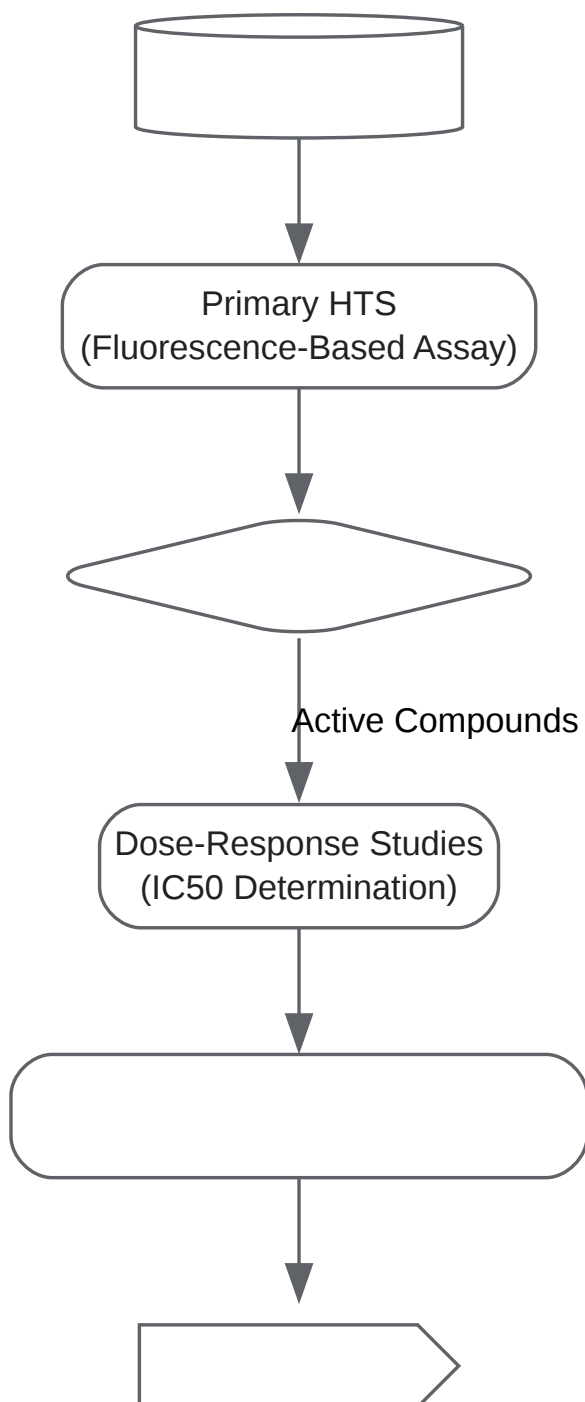 Primary HTS
(Fluorescence-Based Assay)
Active Compounds
Dose-Response Studies
(IC50 Determination)